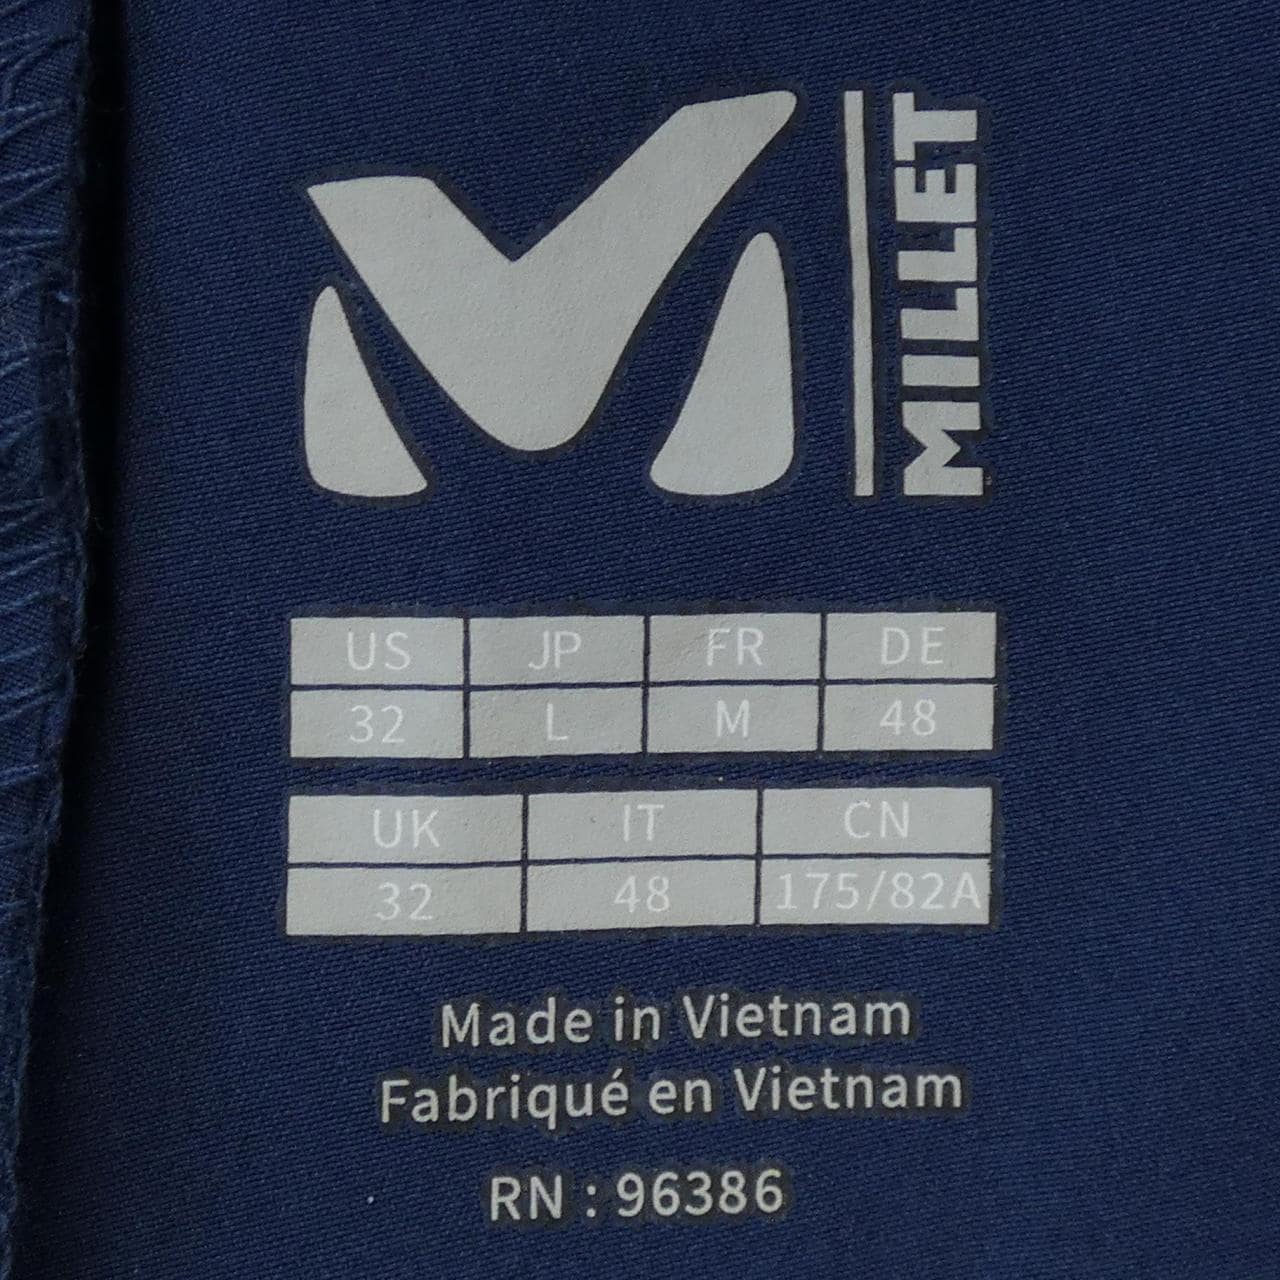 MILLET
US JP FR DE
32 L M 48
UK IT CN
32 48 175/82A
Made in Vietnam
Fabriqué en Vietnam
RN : 96386